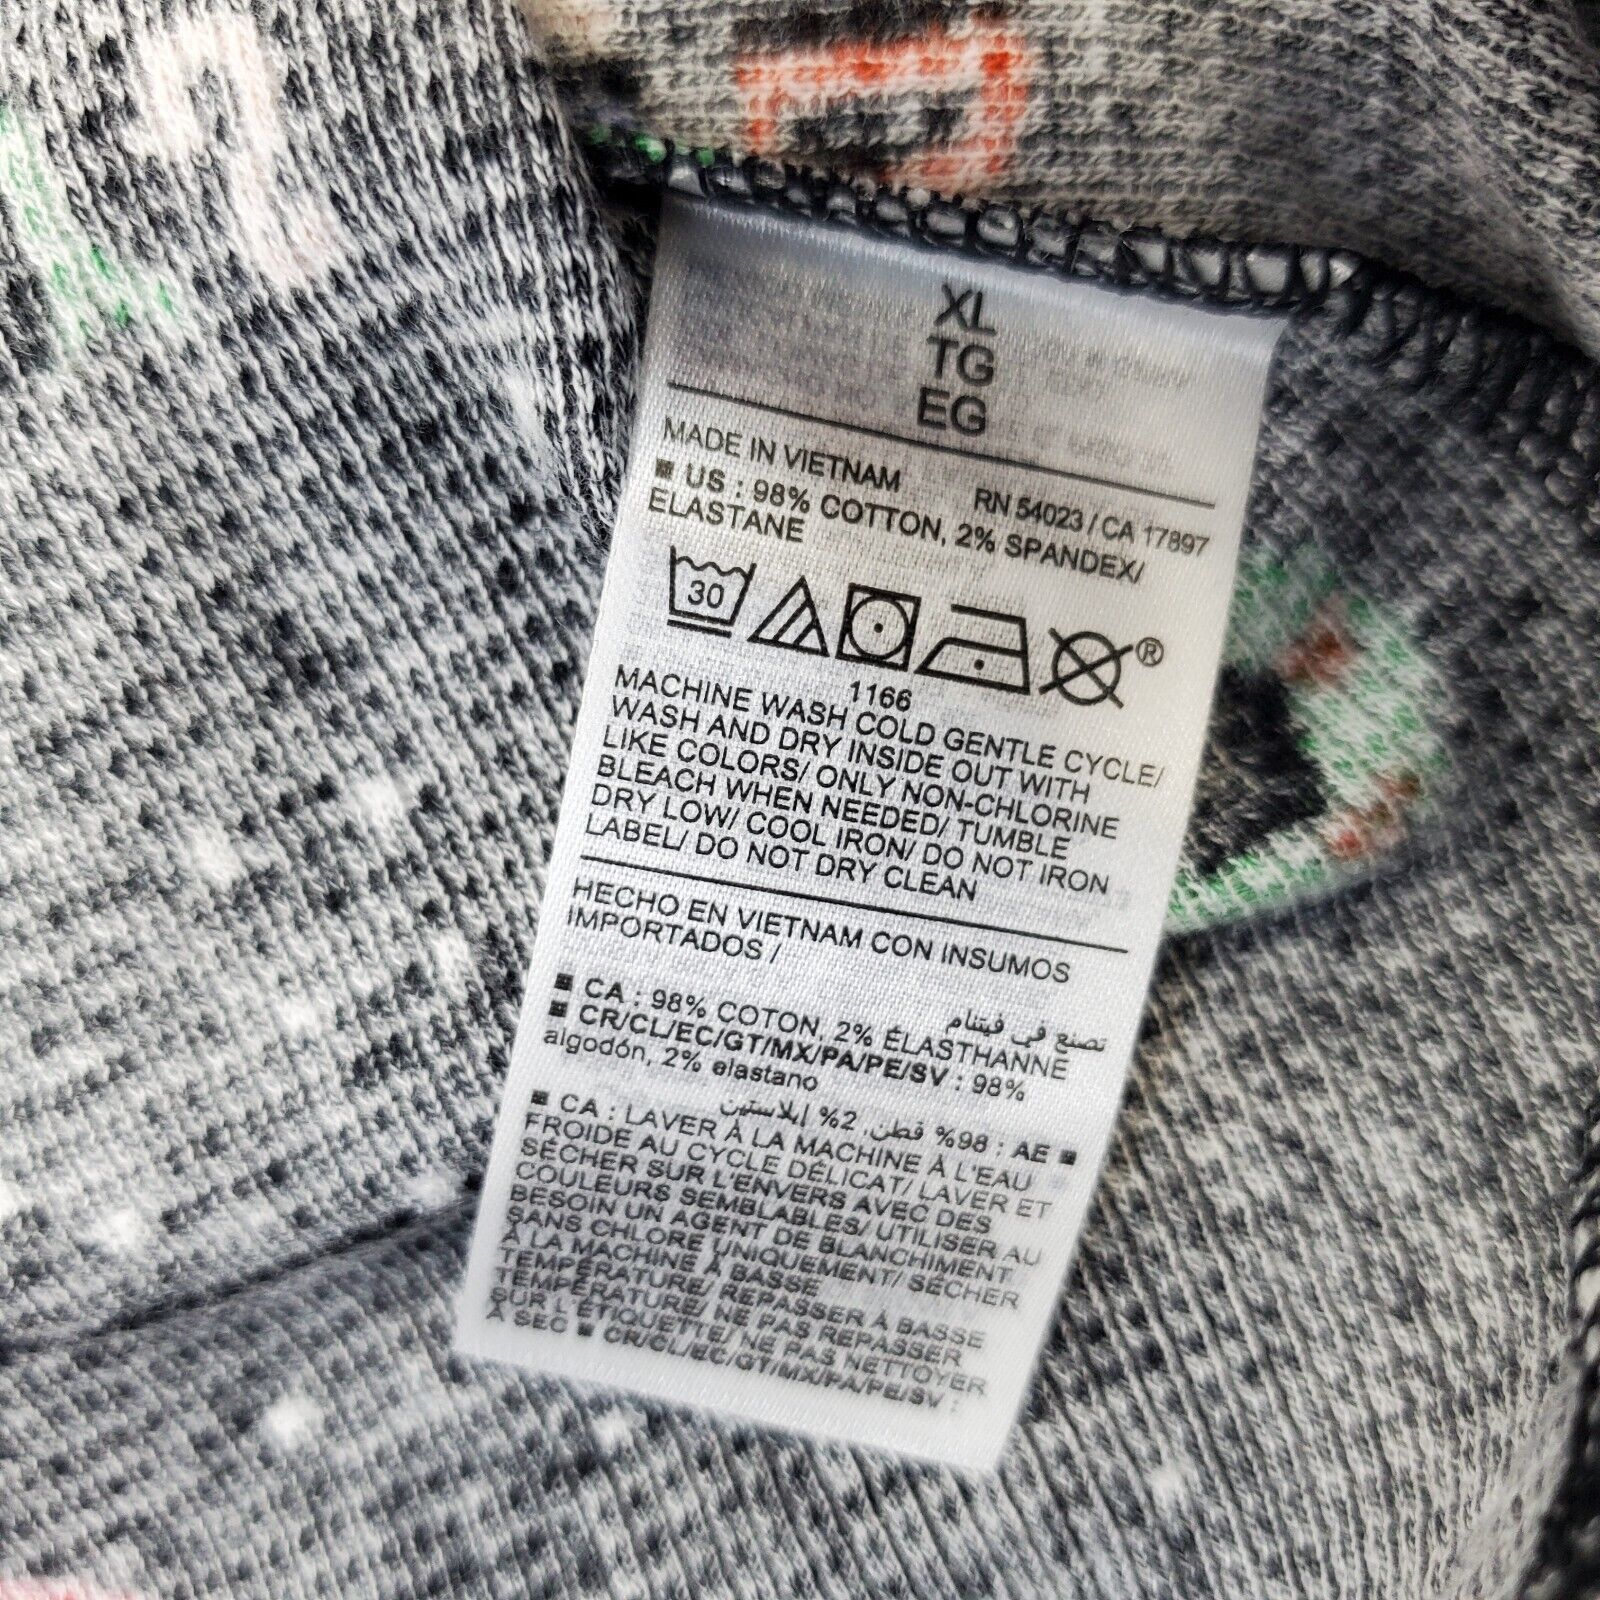 XL
TG
EG
MADE IN VIETNAM
RN 54023 / CA 17897
■ US : 98% COTTON, 2% SPANDEX/
ELASTANE
30
®
1166
MACHINE WASH COLD GENTLE CYCLE/
WASH AND DRY INSIDE OUT WITH
LIKE COLORS/ ONLY NON-CHLORINE
BLEACH WHEN NEEDED/ TUMBLE
DRY LOW/ COOL IRON/ DO NOT IRON
LABEL/ DO NOT DRY CLEAN
HECHO EN VIETNAM CON INSUMOS
IMPORTADOS /
تصنع في فيتنام
■ CA : 98% COTON, 2% ÉLASTHANNE
■ CR/CL/EC/GT/MX/PA/PE/SV : 98%
algodón, 2% elastano
■ AE : 98% قطن, 2% إيلاستين
■ CA : LAVER À LA MACHINE À L'EAU
FROIDE AU CYCLE DÉLICAT/ LAVER ET
SÉCHER SUR L'ENVERS AVEC DES
COULEURS SEMBLABLES/ UTILISER AU
BESOIN UN AGENT DE BLANCHIMENT
SANS CHLORE UNIQUEMENT/ SÉCHER
À LA MACHINE À BASSE
TEMPÉRATURE/ REPASSER À BASSE
TEMPÉRATURE/ NE PAS REPASSER
SUR L'ÉTIQUETTE/ NE PAS NETTOYER
À SEC ■ CR/CL/EC/GT/MX/PA/PE/SV :